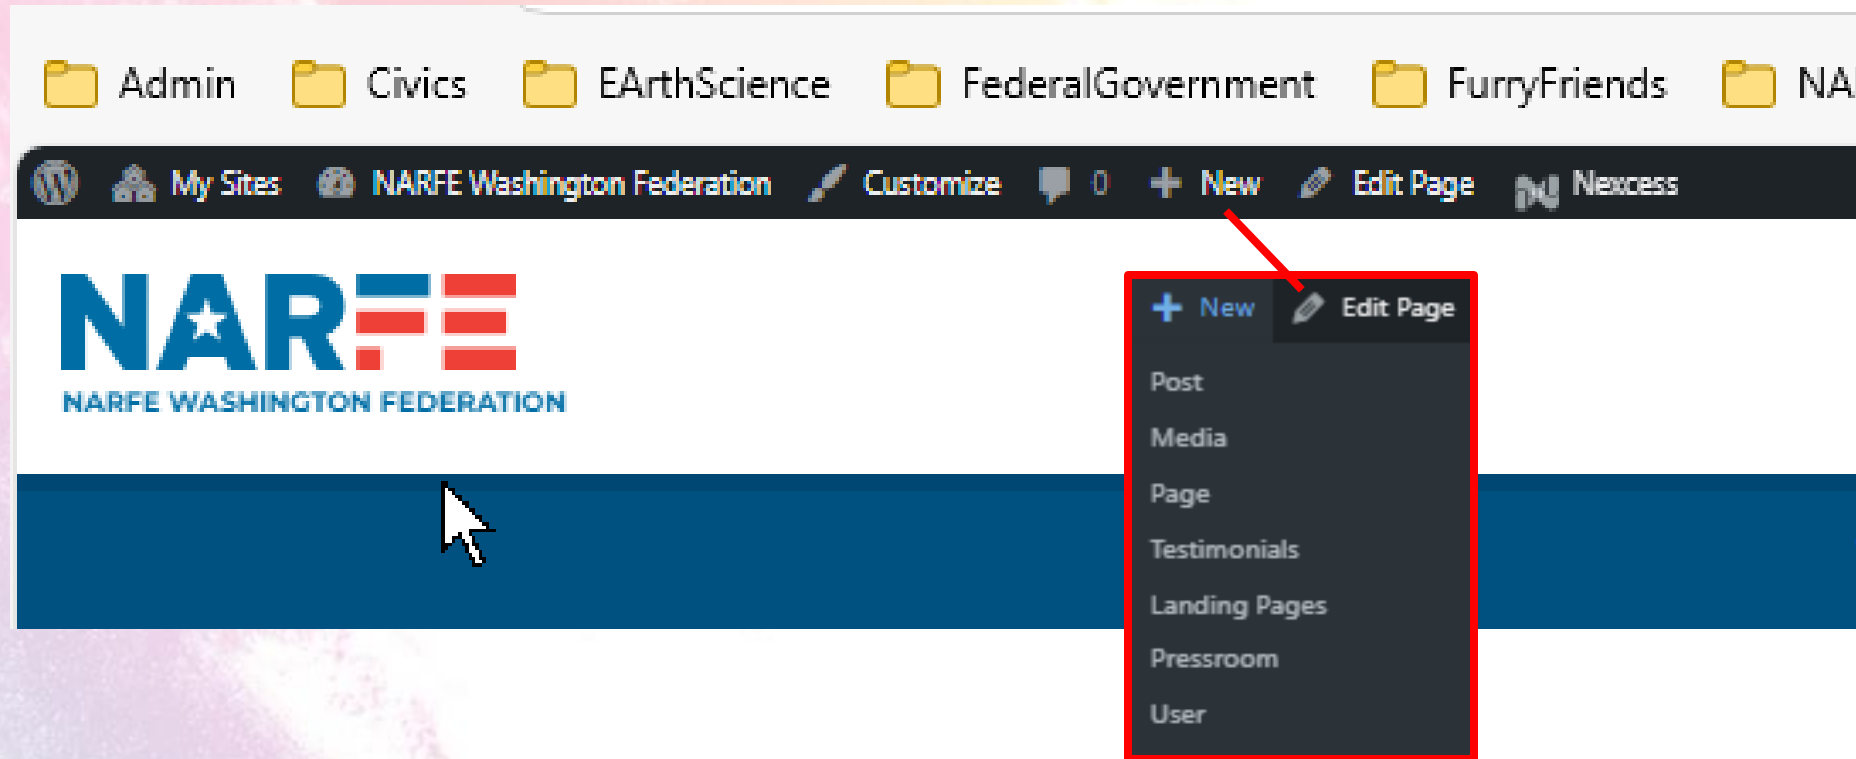 Admin Civics EArthScience FederalGovernment FurryFriends
My Sites NARFE Washington Federation Customize 0 New Edit Page Nexcess
NARFE
NARFE WASHINGTON FEDERATION
New Edit Page
Post
Media
Page
Testimonials
Landing Pages
Pressroom
User